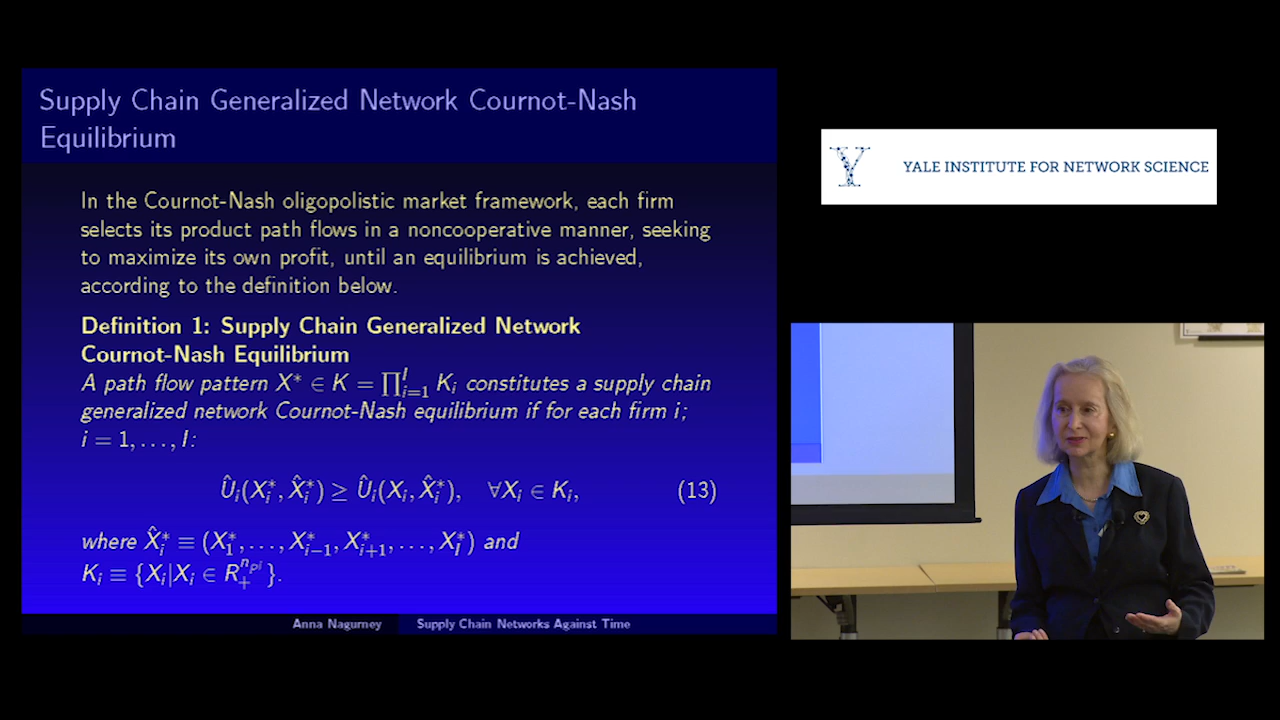 Supply Chain Generalized Network Cournot-Nash
Equilibrium
In the Cournot-Nash oligopolistic market framework, each firm
selects its product path flows in a noncooperative manner, seeking
to maximize its own profit, until an equilibrium is achieved,
according to the definition below.
Definition 1: Supply Chain Generalized Network
Cournot-Nash Equilibrium
A path flow pattern X* ∈ K = ∏_{i=1}^{I} K_i constitutes a supply chain
generalized network Cournot-Nash equilibrium if for each firm i;
i = 1, . . . , I:
Û_i(X_i^*, X̂_i^*) ≥ Û_i(X_i, X̂_i^*), ∀X_i ∈ K_i, (13)
where X̂_i^* ≡ (X_1^*, . . . , X_{i−1}^*, X_{i+1}^*, . . . , X_I^*) and
K_i ≡ {X_i|X_i ∈ R_+^{n_{pi}}}.
Anna Nagurney Supply Chain Networks Against Time
Y YALE INSTITUTE FOR NETWORK SCIENCE